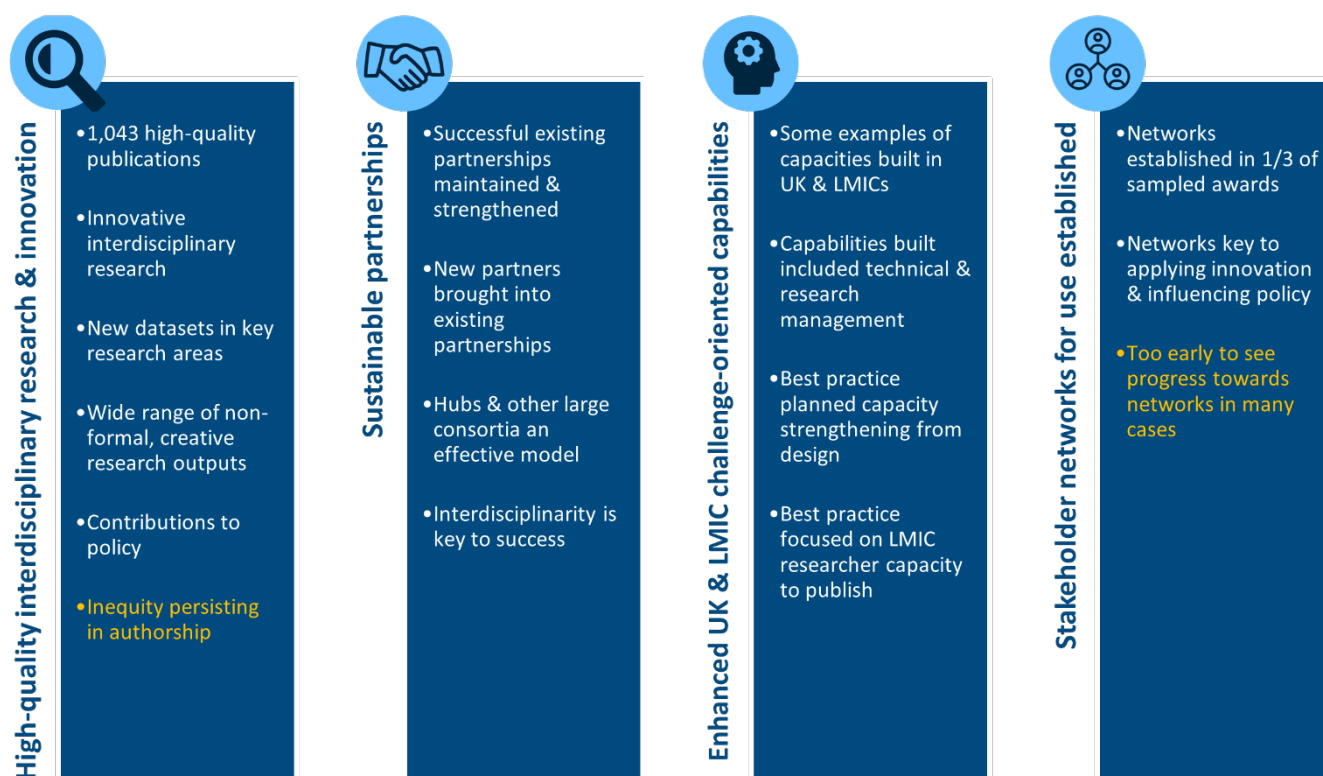 High-quality interdisciplinary research & innovation
•1,043 high-quality
publications
•Innovative
interdisciplinary
research
•New datasets in key
research areas
•Wide range of non-
formal, creative
research outputs
•Contributions to
policy
•Inequity persisting
in authorship
Sustainable partnerships
•Successful existing
partnerships
maintained &
strengthened
•New partners
brought into
existing
partnerships
•Hubs & other large
consortia an
effective model
•Interdisciplinarity is
key to success
Enhanced UK & LMIC challenge-oriented capabilities
•Some examples of
capacities built in
UK & LMICs
•Capabilities built
included technical &
research
management
•Best practice
planned capacity
strengthening from
design
•Best practice
focused on LMIC
researcher capacity
to publish
Stakeholder networks for use established
•Networks
established in 1/3 of
sampled awards
•Networks key to
applying innovation
& influencing policy
•Too early to see
progress towards
networks in many
cases